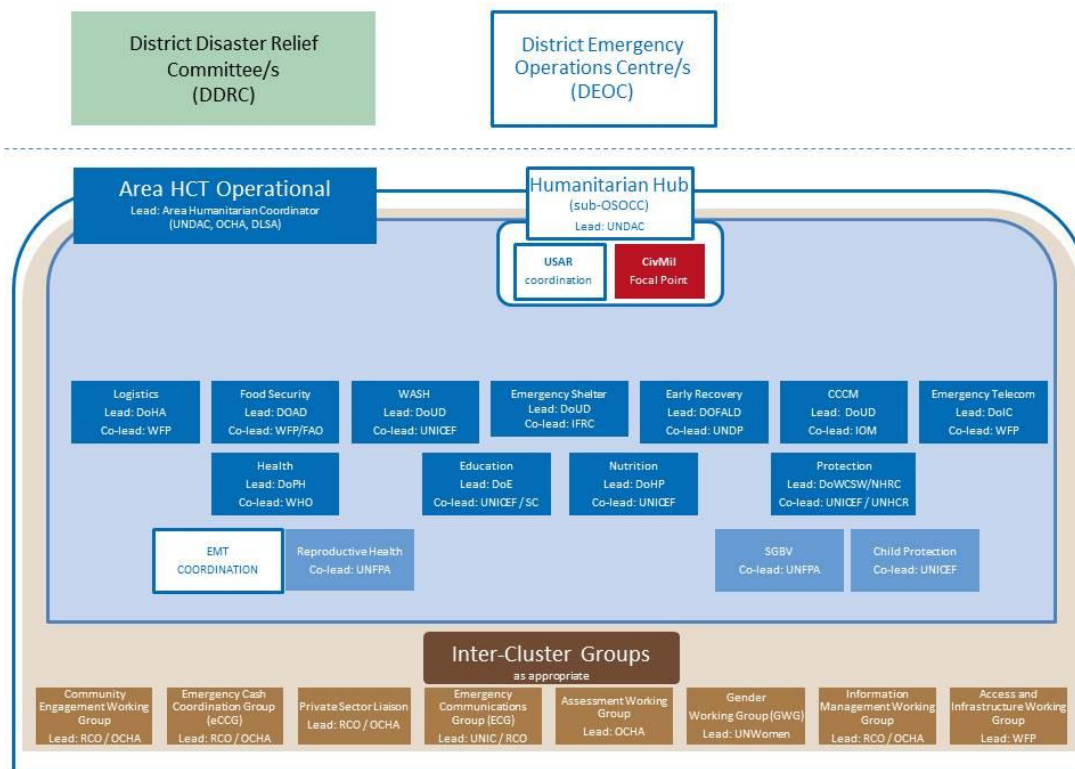 District Disaster Relief
Committee/s
(DDRC)
District Emergency
Operations Centre/s
(DEOC)
Area HCT Operational
Lead: Area Humanitarian Coordinator
(UNDAC, OCHA, DLSA)
Humanitarian Hub
(sub-OSOCC)
Lead: UNDAC
USAR
coordination
CivMil
Focal Point
Logistics
Lead: DoHA
Co-lead: WFP
Food Security
Lead: DOAD
Co-lead: WFP/FAO
WASH
Lead: DoUD
Co-lead: UNICEF
Emergency Shelter
Lead: DoUD
Co-lead: IFRC
Early Recovery
Lead: DOFALD
Co-lead: UNDP
CCCM
Lead: DoUD
Co-lead: IOM
Emergency Telecom
Lead: DoIC
Co-lead: WFP
Health
Lead: DoPH
Co-lead: WHO
Education
Lead: DoE
Co-lead: UNICEF / SC
Nutrition
Lead: DoHP
Co-lead: UNICEF
Protection
Lead: DoWCSW/NHRC
Co-lead: UNICEF / UNHCR
EMT
COORDINATION
Reproductive Health
Co-lead: UNFPA
SGBV
Co-lead: UNFPA
Child Protection
Co-lead: UNICEF
Inter-Cluster Groups
as appropriate
Community
Engagement Working
Group
Lead: RCO / OCHA
Emergency Cash
Coordination Group
(eCCG)
Lead: RCO / OCHA
Private Sector Liaison
Lead: RCO / OCHA
Emergency
Communications
Group (ECG)
Lead: UNIC / RCO
Assessment Working
Group
Lead: OCHA
Gender
Working Group (GWG)
Lead: UNWomen
Information
Management Working
Group
Lead: RCO / OCHA
Access and
Infrastructure Working
Group
Lead: WFP